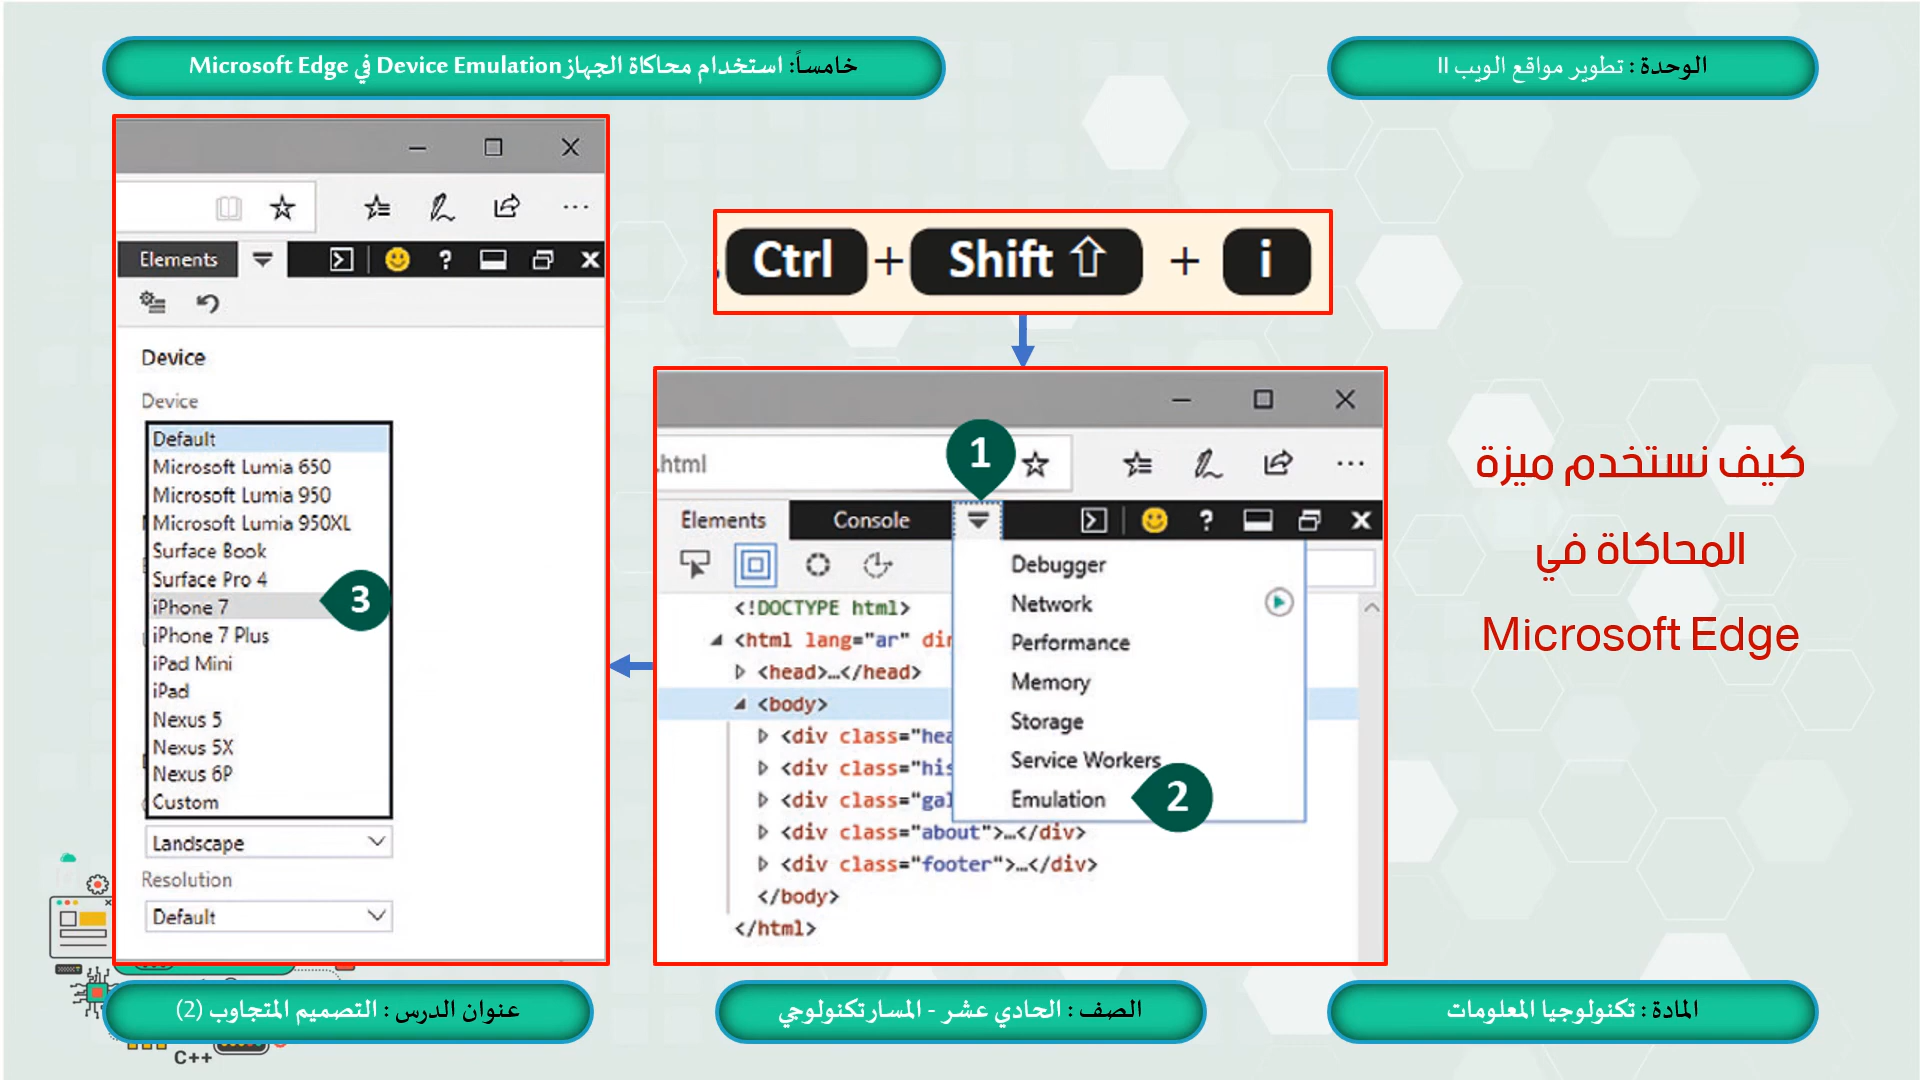 الوحدة : تطوير مواقع الويب II
خامساً: استخدام محاكاة الجهاز Device Emulation في Microsoft Edge
كيف نستخدم ميزة
المحاكاة في
Microsoft Edge
Ctrl + Shift ⇧ + i
.html
1
Elements Console
?
Debugger
Network
Performance
Memory
Storage
Service Workers
Emulation
2
<!DOCTYPE html>
<html lang="ar" dir
<head>…</head>
<body>
<div class="hea
<div class="his
<div class="gal
<div class="about">…</div>
<div class="footer">…</div>
</body>
</html>
Elements
?
Device
Device
Default
Microsoft Lumia 650
Microsoft Lumia 950
Microsoft Lumia 950XL
Surface Book
Surface Pro 4
iPhone 7
3
iPhone 7 Plus
iPad Mini
iPad
Nexus 5
Nexus 5X
Nexus 6P
Custom
Landscape
Resolution
Default
المادة : تكنولوجيا المعلومات
الصف : الحادي عشر - المسار تكنولوجي
عنوان الدرس : التصميم المتجاوب (2)
C++